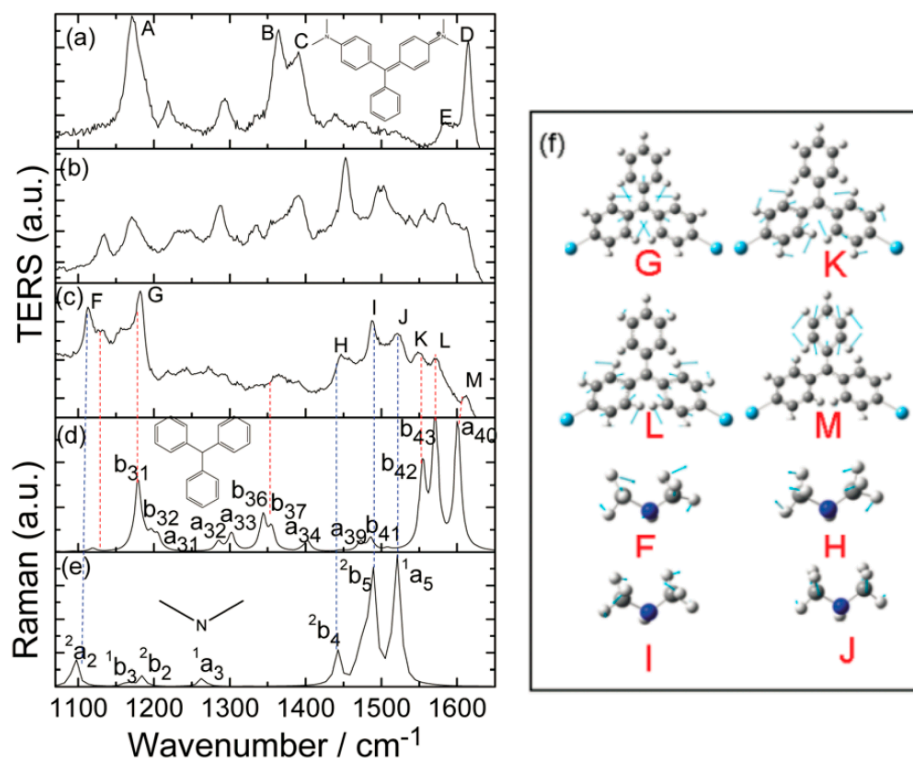 (a)
A
B
C
D
E
N
N
TERS (a.u.)
(b)
(c)
F
G
H
I
J
K
L
M
Raman (a.u.)
(d)
b31
b32
a31
a32
a33
b36
b37
a34
a39
b41
b42
b43
a40
(e)
N
²a2
¹b3
²b2
¹a3
²b4
²b5
¹a5
1100 1200 1300 1400 1500 1600
Wavenumber / cm⁻¹
(f)
G K
L M
F H
I J